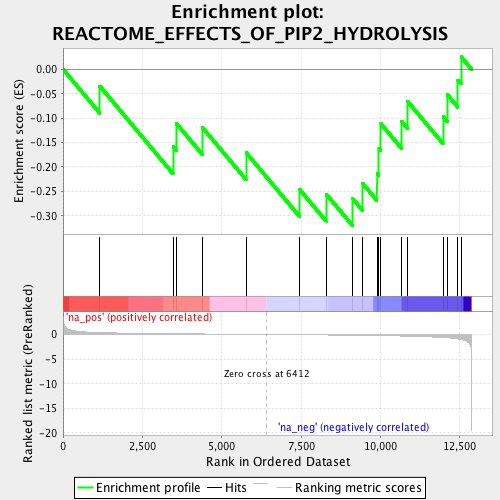 Enrichment plot:
REACTOME_EFFECTS_OF_PIP2_HYDROLYSIS
Enrichment score (ES)
0.00
-0.05
-0.10
-0.15
-0.20
-0.25
-0.30
Ranked list metric (PreRanked)
'na_pos' (positively correlated)
0
-5
-10
-15
-20
Zero cross at 6412
'na_neg' (negatively correlated)
0
2,500
5,000
7,500
10,000
12,500
Rank in Ordered Dataset
Enrichment profile
Hits
Ranking metric scores